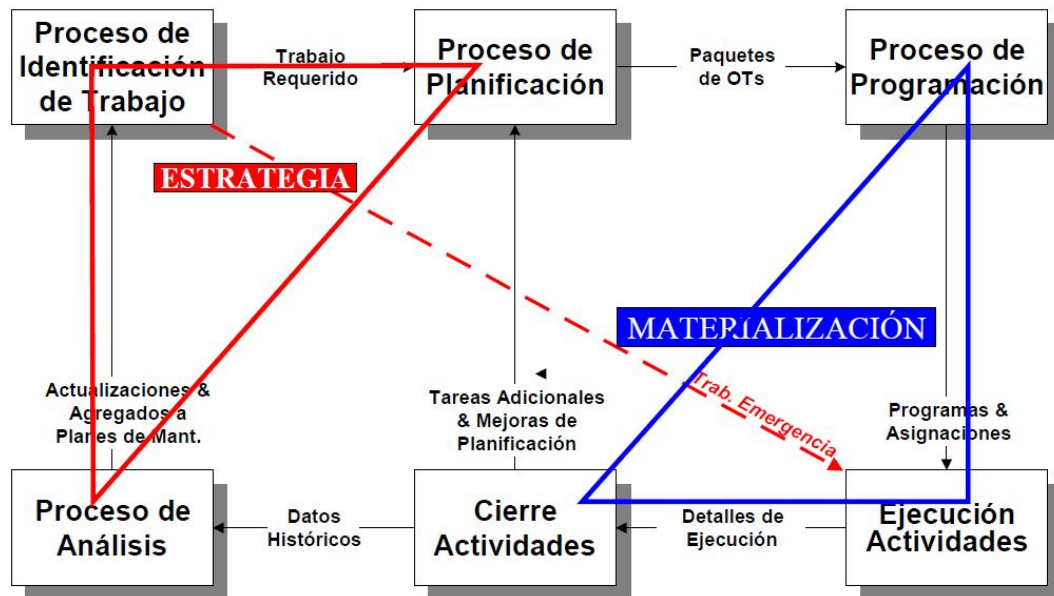 Proceso de
Identificación
de Trabajo
Trabajo
Requerido
Proceso de
Planificación
Paquetes
de OTs
Proceso de
Programación
ESTRATEGIA
MATERIALIZACIÓN
Actualizaciones &
Agregados a
Planes de Mant.
Tareas Adicionales
& Mejoras de
Planificación
Trab. Emergencia
Programas &
Asignaciones
Proceso de
Análisis
Datos
Históricos
Cierre
Actividades
Detalles de
Ejecución
Ejecución
Actividades